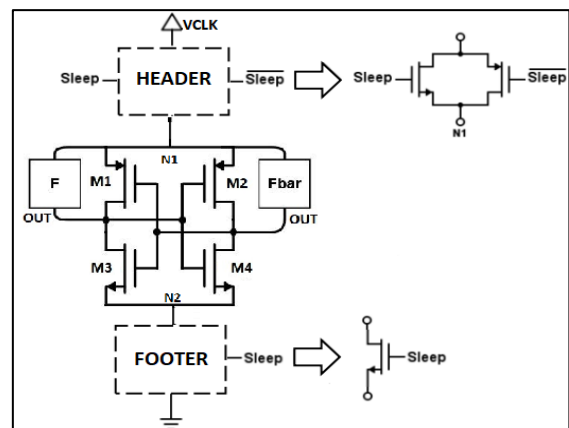 VCLK
Sleep HEADER Sleep
Sleep Sleep
N1
N1
F M1 M2 Fbar
OUT OUT
M3 M4
N2
FOOTER Sleep Sleep